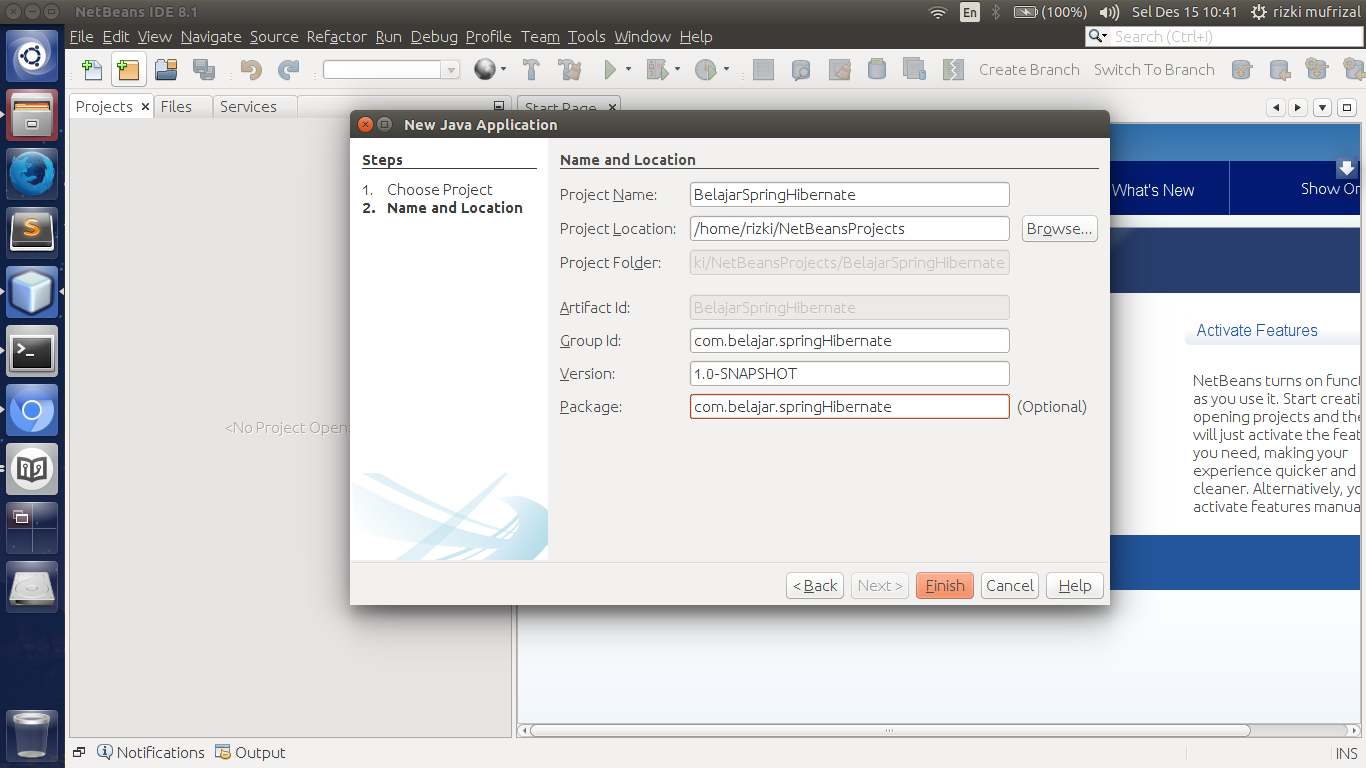 NetBeans IDE 8.1
En
(100%)
Sel Des 15 10:41
rizki mufrizal
File Edit View Navigate Source Refactor Run Debug Profile Team Tools Window Help
Search (Ctrl+I)
Create Branch
Switch To Branch
Projects
Files
Services
Start Page
New Java Application
Steps
1. Choose Project
2. Name and Location
Name and Location
Project Name: BelajarSpringHibernate
Project Location: /home/rizki/NetBeansProjects Browse...
Project Folder: ki/NetBeansProjects/BelajarSpringHibernate
Artifact Id: BelajarSpringHibernate
Group Id: com.belajar.springHibernate
Version: 1.0-SNAPSHOT
Package: com.belajar.springHibernate (Optional)
< Back Next > Finish Cancel Help
<No Project Open
What's New
Show On
Activate Features
NetBeans turns on funct
as you use it. Start creati
opening projects and the
will just activate the feat
you need, making your
experience quicker and
cleaner. Alternatively, yo
activate features manua
Notifications
Output
INS